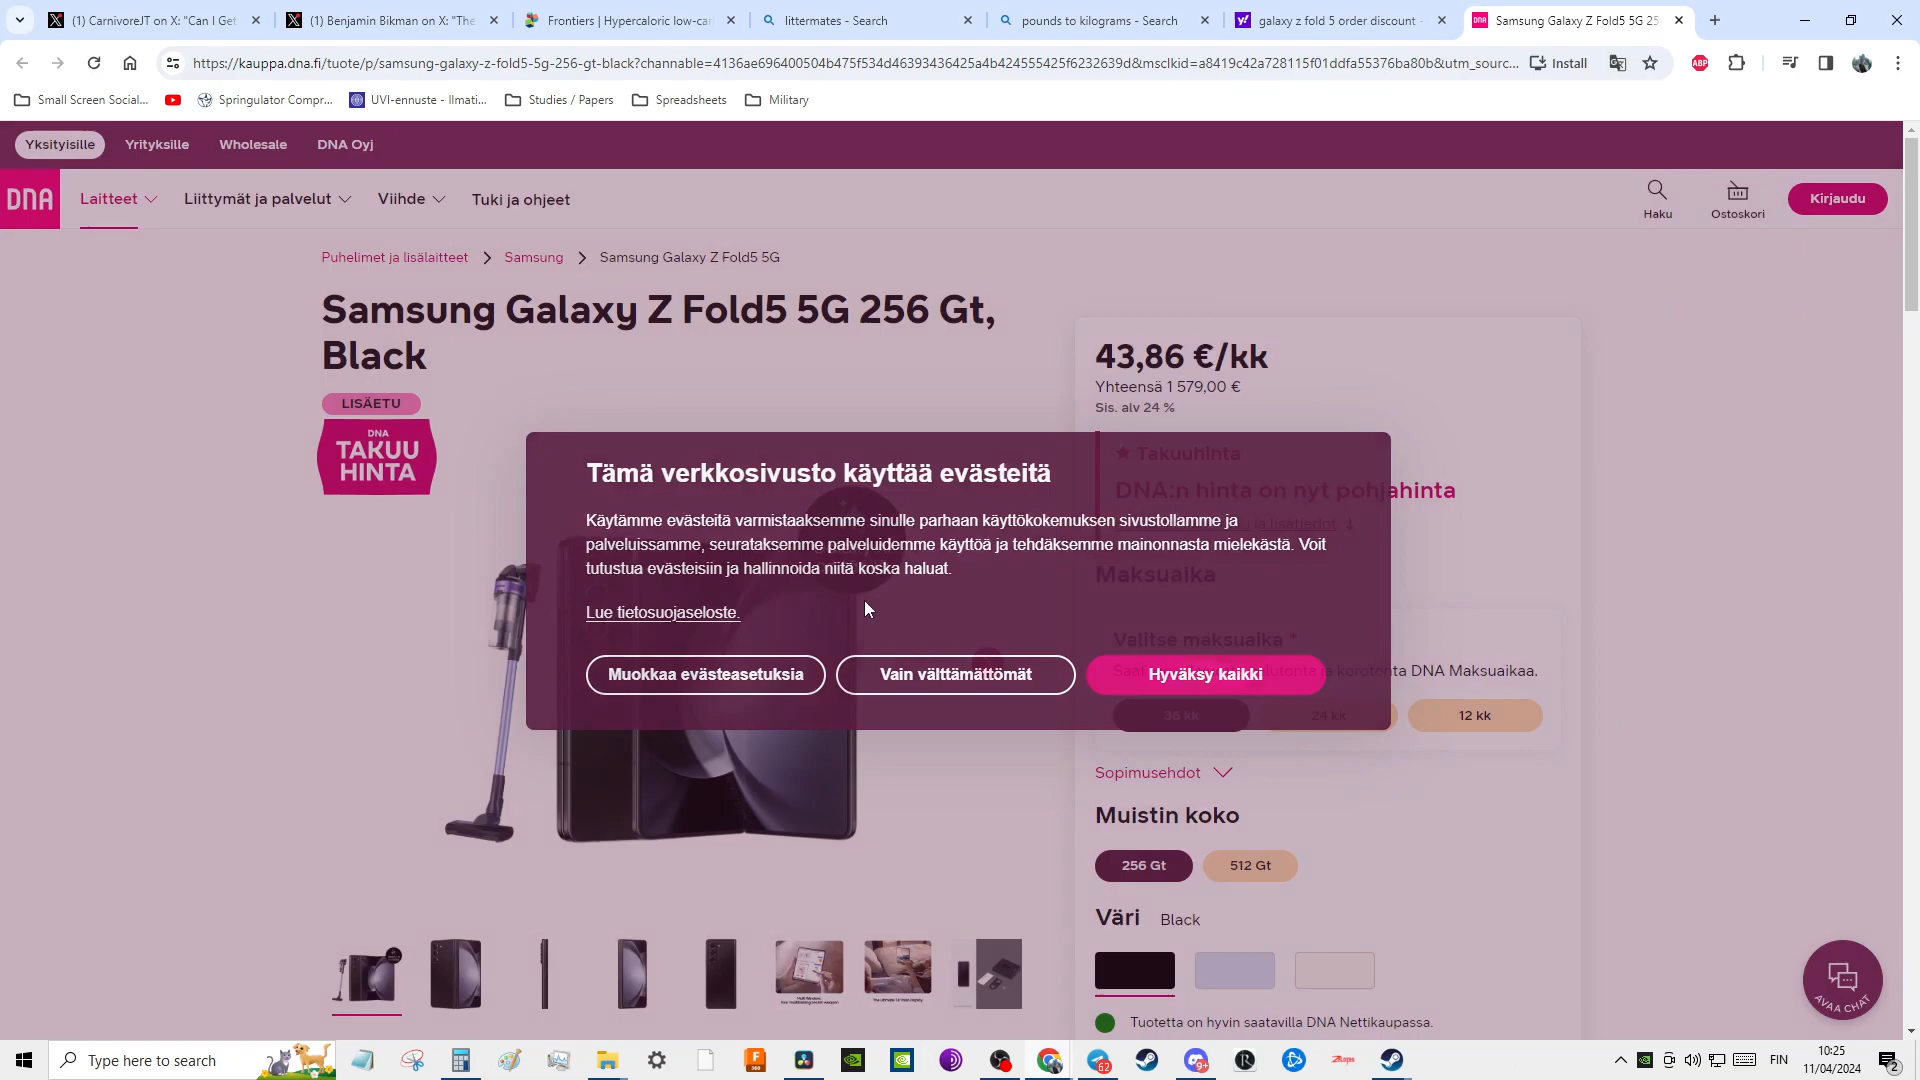 (1) CarnivoreJT on X: "Can I Get
(1) Benjamin Bikman on X: "The
Frontiers | Hypercaloric low-car
littermates - Search
pounds to kilograms - Search
galaxy z fold 5 order discount -
Samsung Galaxy Z Fold5 5G 25
https://kauppa.dna.fi/tuote/p/samsung-galaxy-z-fold5-5g-256-gt-black?channable=4136ae696400504b475f534d46393436425a4b424555425f6232639d&msclkid=a8419c42a728115f01ddfa55376ba80b&utm_sourc...
Install
ABP
Small Screen Social...
Springulator Compr...
UVI-ennuste - Ilmati...
Studies / Papers
Spreadsheets
Military
Yksityisille
Yrityksille
Wholesale
DNA Oyj
DNA
Laitteet
Liittymät ja palvelut
Viihde
Tuki ja ohjeet
Haku
Ostoskori
Kirjaudu
Puhelimet ja lisälaitteet
Samsung
Samsung Galaxy Z Fold5 5G
Samsung Galaxy Z Fold5 5G 256 Gt,
Black
LISÄETU
DNA
TAKUU
HINTA
43,86 €/kk
Yhteensä 1 579,00 €
Sis. alv 24 %
Takuuhinta
DNA:n hinta on nyt pohjahinta
ja lisätiedot
Maksuaika
Valitse maksuaika *
DNA Maksuaikaa.
36 kk
24 kk
12 kk
Tämä verkkosivusto käyttää evästeitä
Käytämme evästeitä varmistaaksemme sinulle parhaan käyttökokemuksen sivustollamme ja
palveluissamme, seurataksemme palveluidemme käyttöä ja tehdäksemme mainonnasta mielekästä. Voit
tutustua evästeisiin ja hallinnoida niitä koska haluat.
Lue tietosuojaseloste.
Muokkaa evästeasetuksia
Vain välttämättömät
Hyväksy kaikki
Sopimusehdot
Muistin koko
256 Gt
512 Gt
Väri
Black
Tuotetta on hyvin saatavilla DNA Nettikaupassa.
AVAA CHAT
Type here to search
62
9+
FIN
10:25
11/04/2024
2